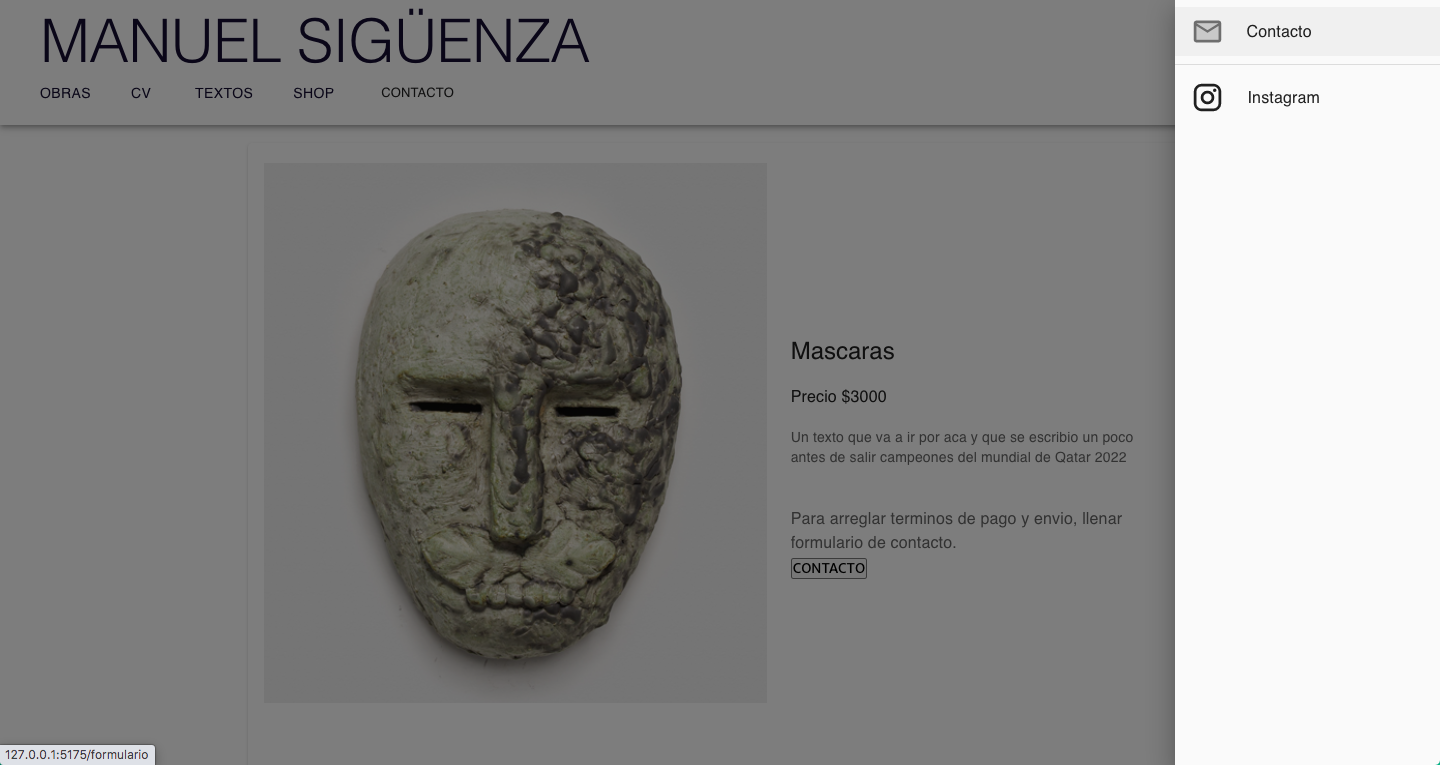 MANUEL SIGÜENZA
OBRAS CV TEXTOS SHOP CONTACTO
Contacto
Instagram
Mascaras
Precio $3000
Un texto que va a ir por aca y que se escribio un poco
antes de salir campeones del mundial de Qatar 2022
Para arreglar terminos de pago y envio, llenar
formulario de contacto.
CONTACTO
127.0.0.1:5175/formulario